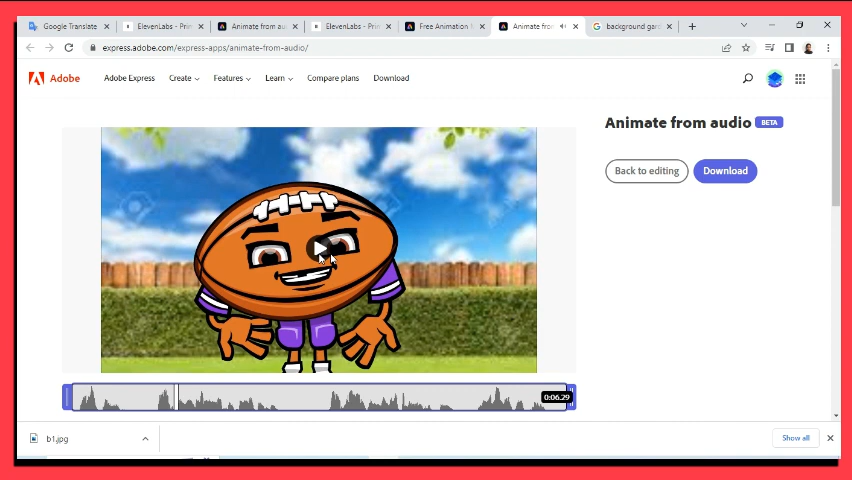 Google Translate
ElevenLabs - Prim
Animate from au
ElevenLabs - Prim
Free Animation
Animate from
background gard
express.adobe.com/express-apps/animate-from-audio/
Adobe
Adobe Express
Create
Features
Learn
Compare plans
Download
Animate from audio
BETA
Back to editing
Download
0:06.29
b1.jpg
Show all